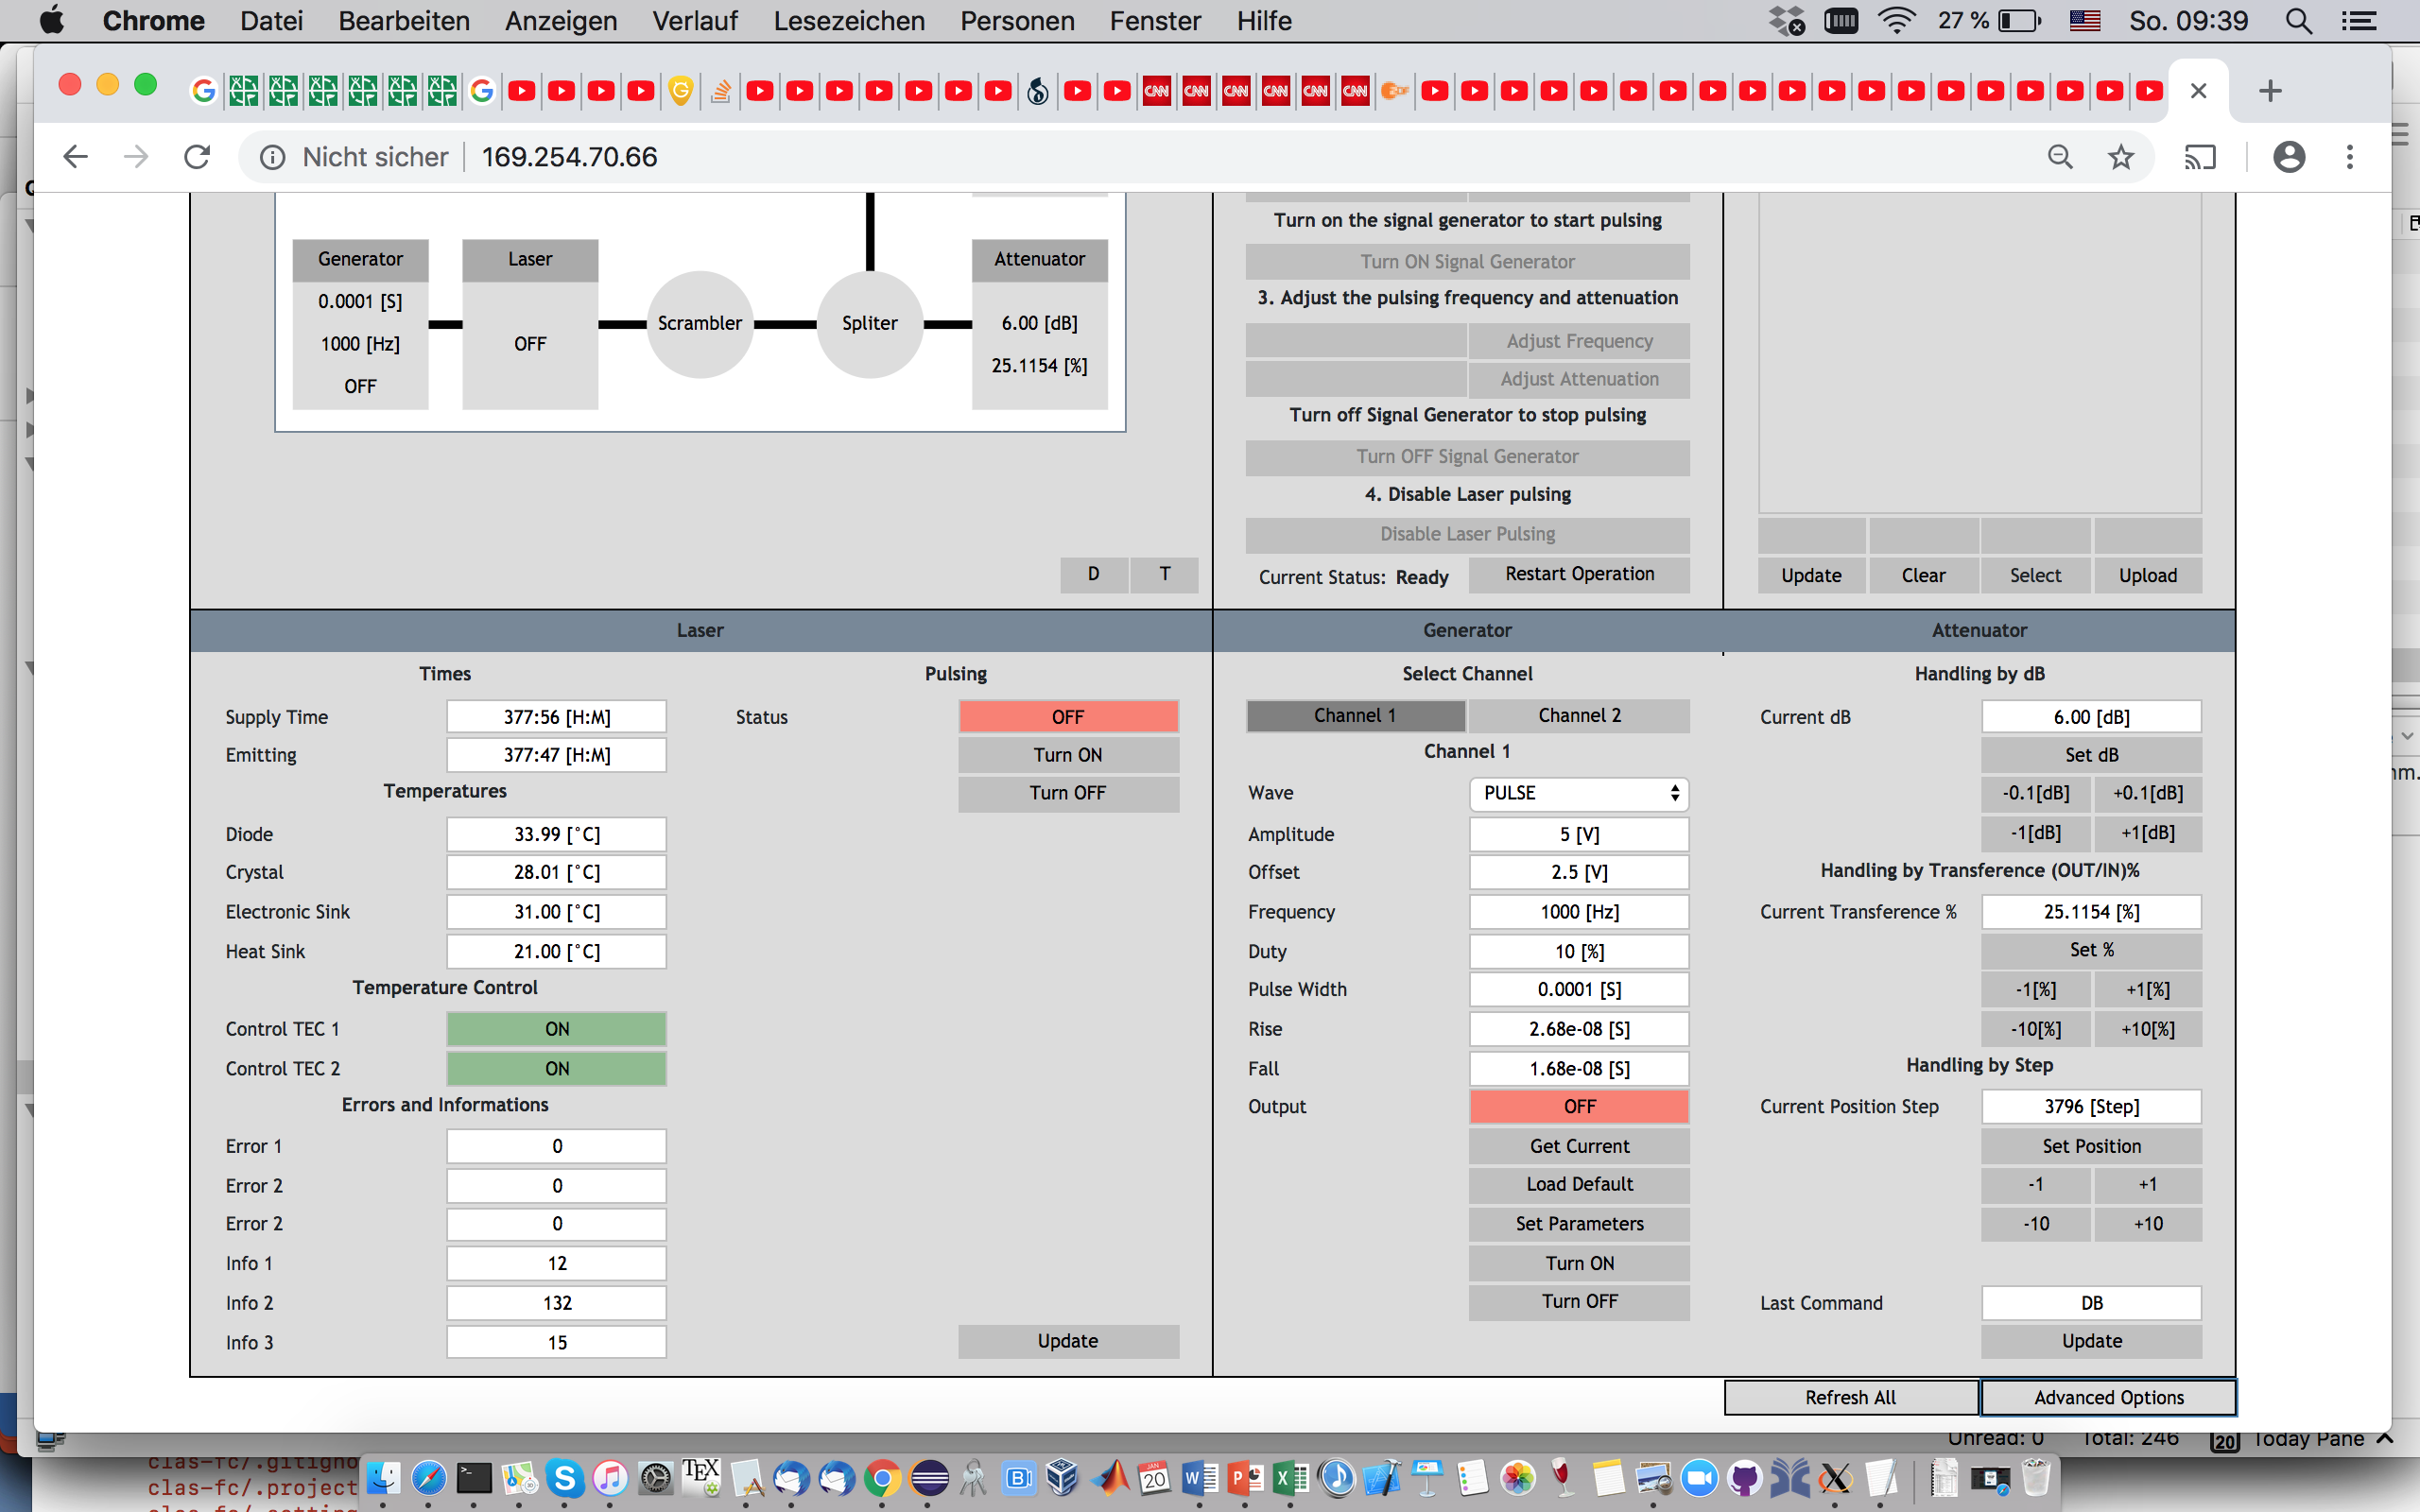 Chrome Datei Bearbeiten Anzeigen Verlauf Lesezeichen Personen Fenster Hilfe 27 % So. 09:39
CNN CNN CNN CNN CNN CNN
Nicht sicher 169.254.70.66
Generator
0.0001 [S]
1000 [Hz]
OFF
Laser
OFF
Scrambler
Spliter
Attenuator
6.00 [dB]
25.1154 [%]
D T
Turn on the signal generator to start pulsing
Turn ON Signal Generator
3. Adjust the pulsing frequency and attenuation
Adjust Frequency
Adjust Attenuation
Turn off Signal Generator to stop pulsing
Turn OFF Signal Generator
4. Disable Laser pulsing
Disable Laser Pulsing
Current Status: Ready Restart Operation
Update Clear Select Upload
Laser
Times
Supply Time 377:56 [H:M]
Emitting 377:47 [H:M]
Temperatures
Diode 33.99 [°C]
Crystal 28.01 [°C]
Electronic Sink 31.00 [°C]
Heat Sink 21.00 [°C]
Temperature Control
Control TEC 1 ON
Control TEC 2 ON
Errors and Informations
Error 1 0
Error 2 0
Error 2 0
Info 1 12
Info 2 132
Info 3 15
Pulsing
Status OFF
Turn ON
Turn OFF
Update
Generator
Select Channel
Channel 1 Channel 2
Channel 1
Wave PULSE
Amplitude 5 [V]
Offset 2.5 [V]
Frequency 1000 [Hz]
Duty 10 [%]
Pulse Width 0.0001 [S]
Rise 2.68e-08 [S]
Fall 1.68e-08 [S]
Output OFF
Get Current
Load Default
Set Parameters
Turn ON
Turn OFF
Attenuator
Handling by dB
Current dB 6.00 [dB]
Set dB
-0.1[dB] +0.1[dB]
-1[dB] +1[dB]
Handling by Transference (OUT/IN)%
Current Transference % 25.1154 [%]
Set %
-1[%] +1[%]
-10[%] +10[%]
Handling by Step
Current Position Step 3796 [Step]
Set Position
-1 +1
-10 +10
Last Command DB
Update
Refresh All Advanced Options
Unread: 0 Total: 246 20 Today Pane
clas-fc/.gitigno
clas-fc/.project
TEX
JAN
20